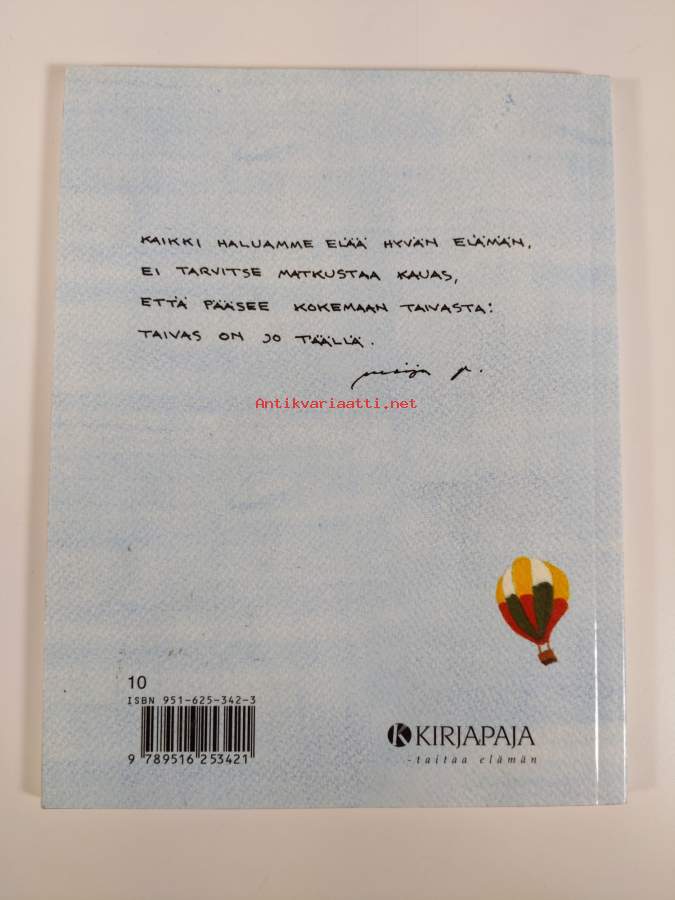 KAIKKI HALUAMME ELÄÄ HYVÄN ELÄMÄN.
EI TARVITSE MATKUSTAA KAUAS,
ETTÄ PÄÄSEE KOKEMAAN TAIVASTA:
TAIVAS ON JO TÄÄLLÄ.
Antikvariaatti.net
10
ISBN 951-625-342-3
9 789516 253421
KIRJAPAJA
-taitaa elämän